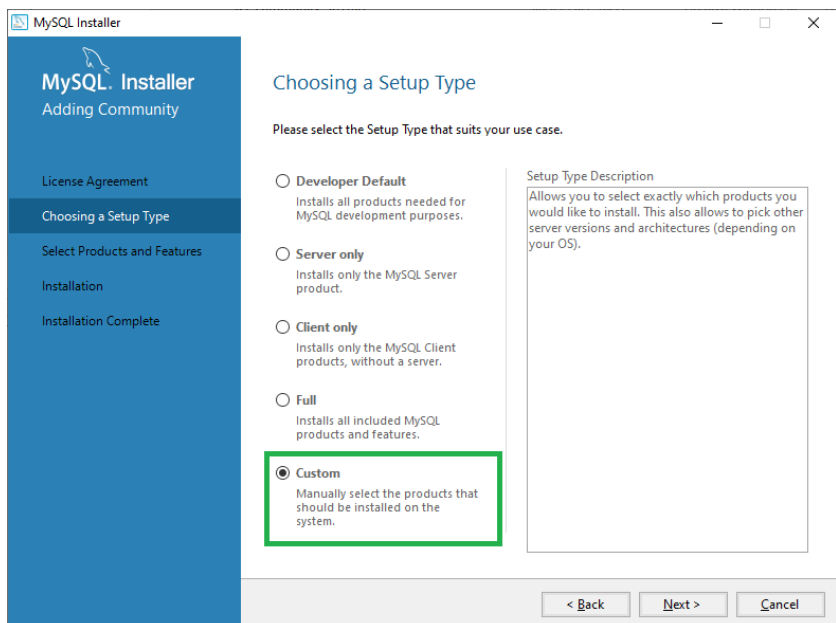 MySQL Installer
MySQL. Installer
Adding Community
License Agreement
Choosing a Setup Type
Select Products and Features
Installation
Installation Complete
Choosing a Setup Type
Please select the Setup Type that suits your use case.
Developer Default
Installs all products needed for
MySQL development purposes.
Server only
Installs only the MySQL Server
product.
Client only
Installs only the MySQL Client
products, without a server.
Full
Installs all included MySQL
products and features.
Custom
Manually select the products that
should be installed on the
system.
Setup Type Description
Allows you to select exactly which products you
would like to install. This also allows to pick other
server versions and architectures (depending on
your OS).
< Back
Next >
Cancel